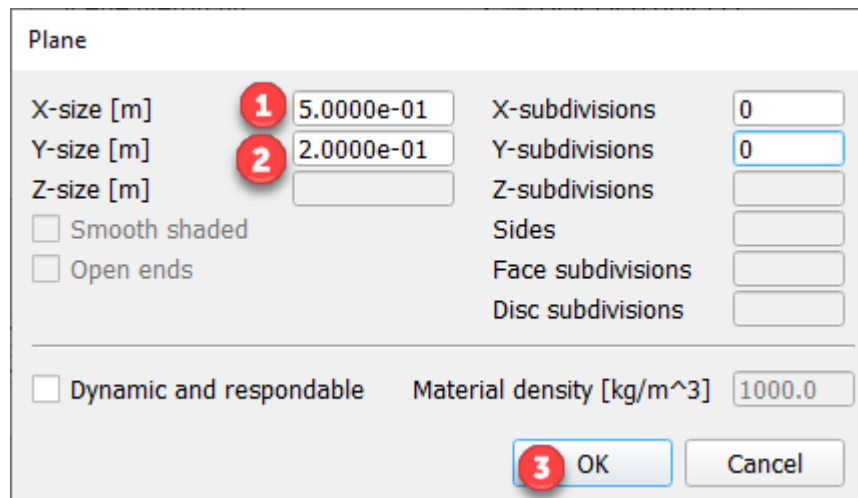 Plane
X-size [m] 1 5.0000e-01 X-subdivisions 0
Y-size [m] 2 2.0000e-01 Y-subdivisions 0
Z-size [m] Z-subdivisions
Smooth shaded Sides
Open ends Face subdivisions
Disc subdivisions
Dynamic and respondable Material density [kg/m^3] 1000.0
3 OK Cancel